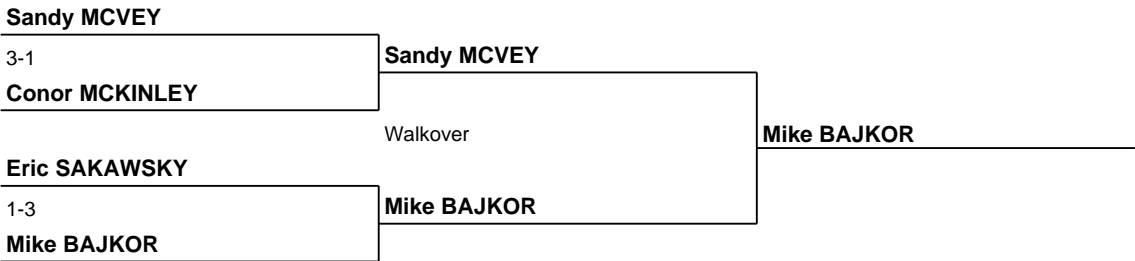 Sandy MCVEY
3-1
Sandy MCVEY
Conor MCKINLEY
Walkover
Mike BAJKOR
Eric SAKAWSKY
1-3
Mike BAJKOR
Mike BAJKOR